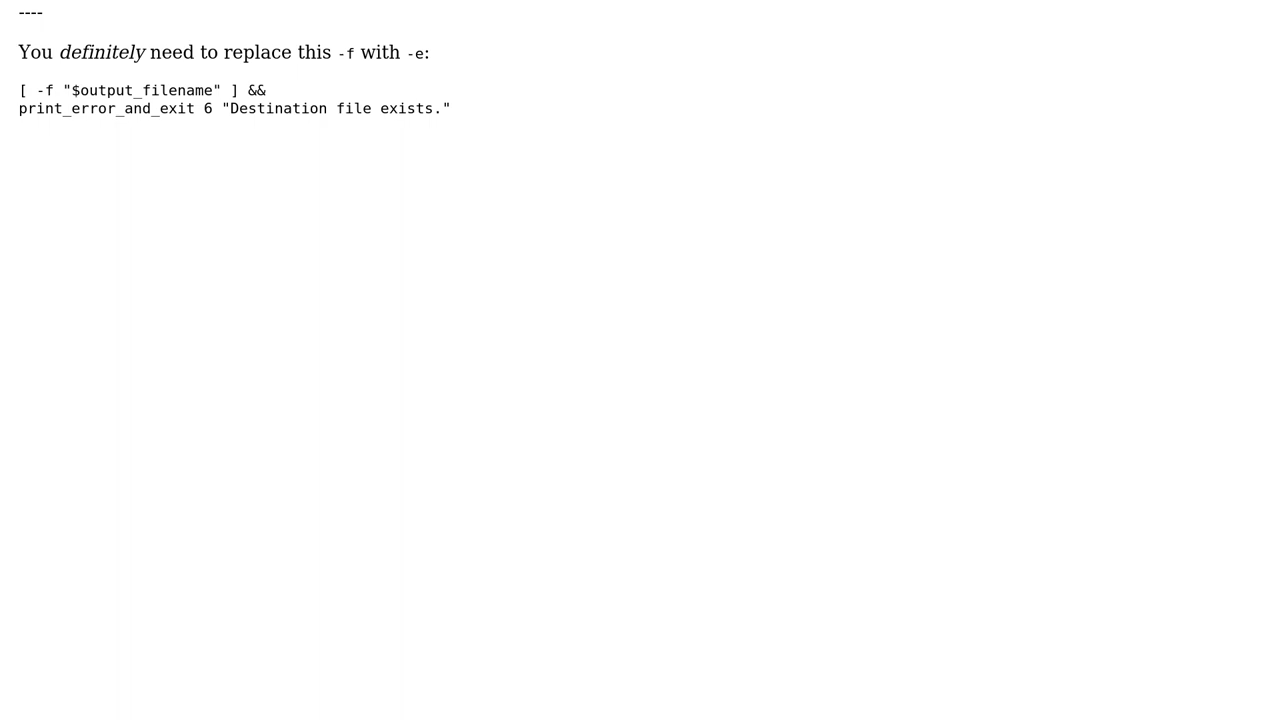 ----
You definitely need to replace this -f with -e:
[ -f "$output_filename" ] &&
print_error_and_exit 6 "Destination file exists."